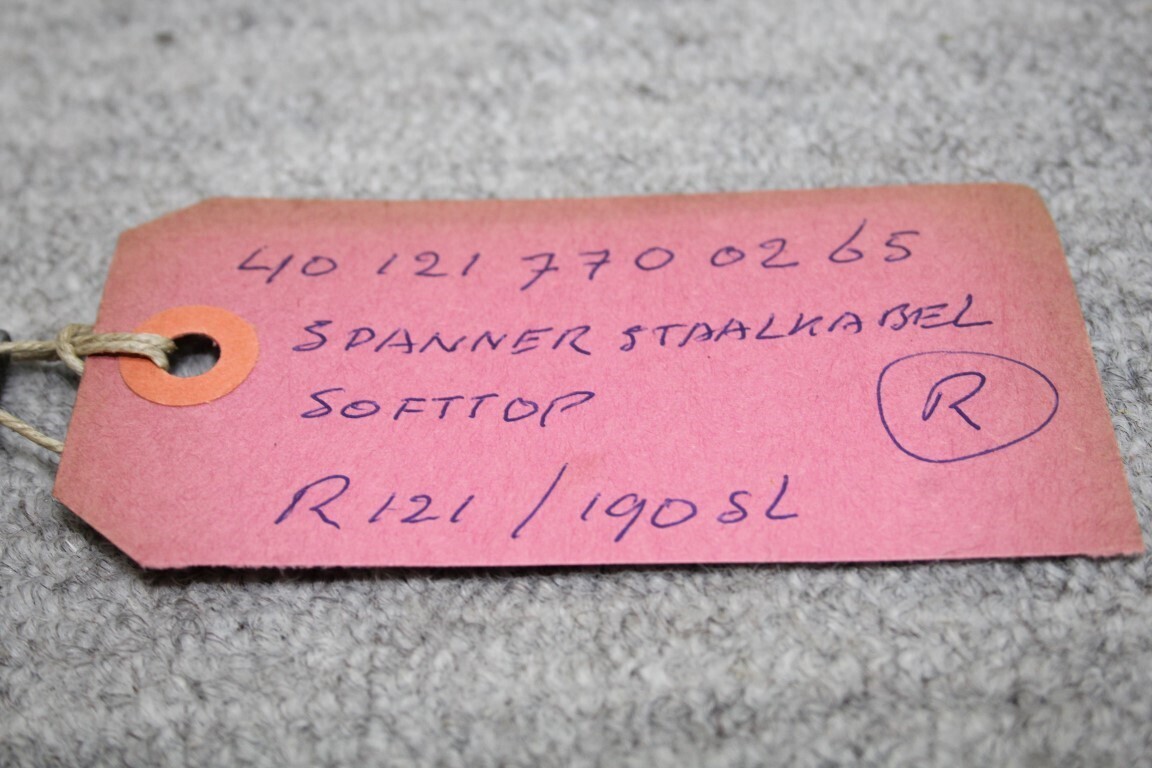 40 121 770 02 65
SPANNER STAALKABEL
SOFTTOP
R
R121 / 190SL